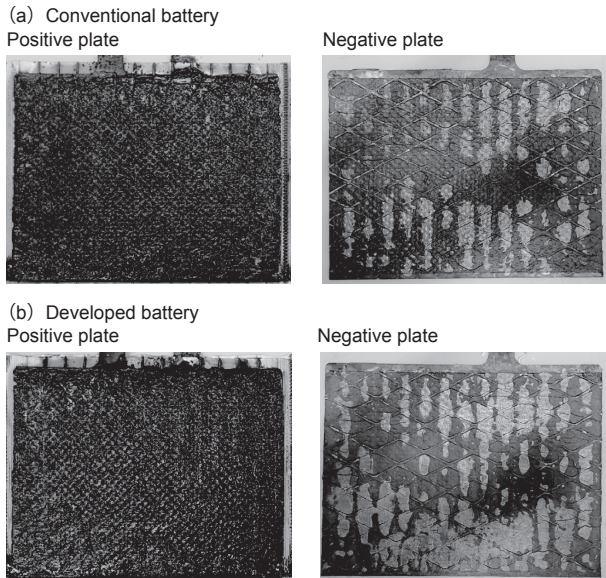 (a) Conventional battery
Positive plate
Negative plate
(b) Developed battery
Positive plate
Negative plate